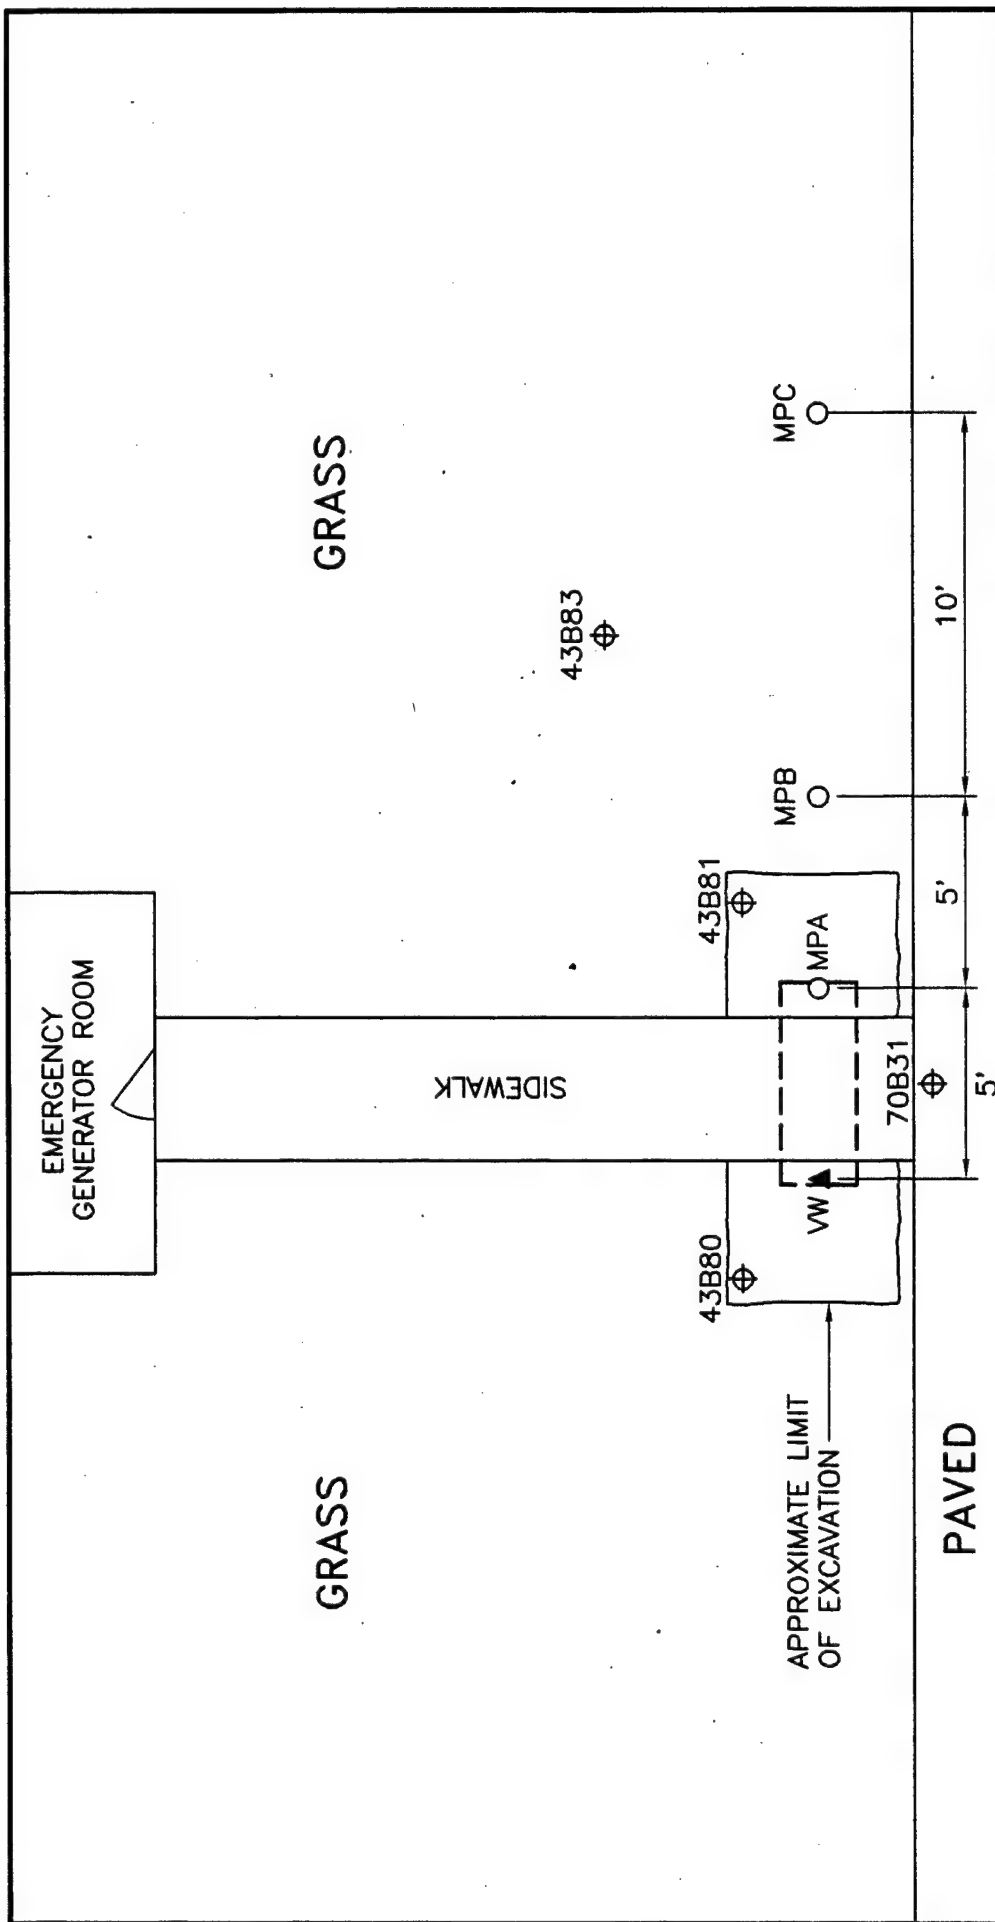 EMERGENCY
GENERATOR ROOM
GRASS
GRASS
SIDEWALK
43B83
43B80
43B81
MPB
MPC
VW
MPA
APPROXIMATE LIMIT
OF EXCAVATION
70B31
5'
5'
10'
PAVED